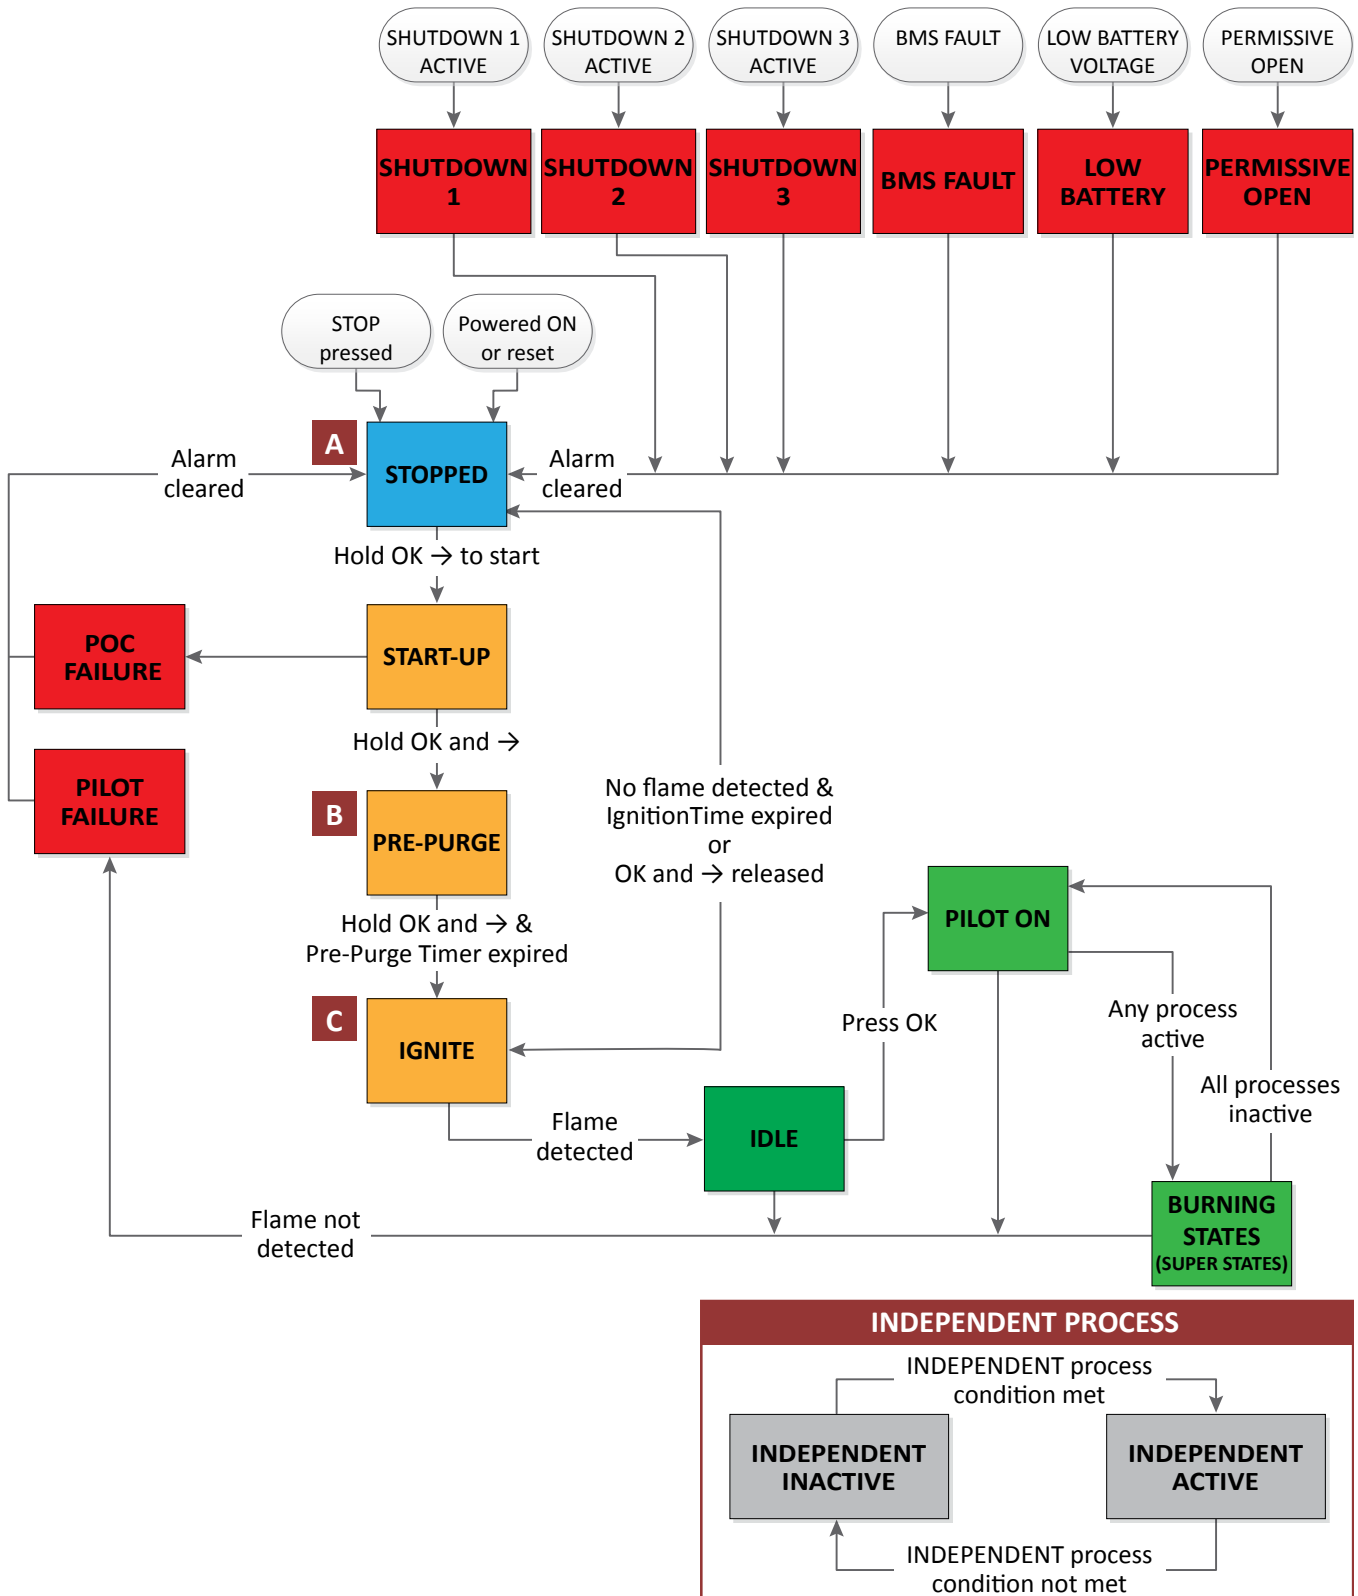 SHUTDOWN 1
ACTIVE
SHUTDOWN 2
ACTIVE
SHUTDOWN 3
ACTIVE
BMS FAULT
LOW BATTERY
VOLTAGE
PERMISSIVE
OPEN
SHUTDOWN
1
SHUTDOWN
2
SHUTDOWN
3
BMS FAULT
LOW
BATTERY
PERMISSIVE
OPEN
STOP
pressed
Powered ON
or reset
A
STOPPED
Alarm
cleared
Alarm
cleared
Hold OK → to start
POC
FAILURE
START-UP
Hold OK and →
PILOT
FAILURE
B
PRE-PURGE
No flame detected &
IgnitionTime expired
or
OK and → released
Hold OK and → &
Pre-Purge Timer expired
C
IGNITE
PILOT ON
Press OK
Any process
active
All processes
inactive
Flame
detected
IDLE
Flame not
detected
BURNING
STATES
(SUPER STATES)
INDEPENDENT PROCESS
INDEPENDENT process
condition met
INDEPENDENT
INACTIVE
INDEPENDENT
ACTIVE
INDEPENDENT process
condition not met